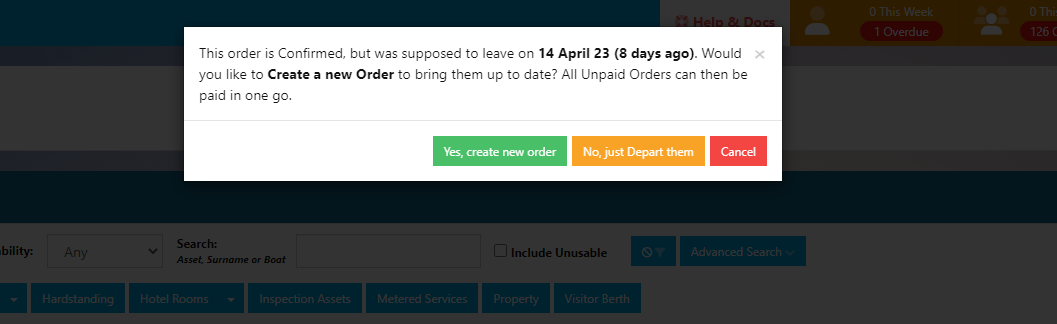 Help & Docs
0 This Week
1 Overdue
0 Thi
126 O
This order is Confirmed, but was supposed to leave on 14 April 23 (8 days ago). Would
you like to Create a new Order to bring them up to date? All Unpaid Orders can then be
paid in one go.
×
Yes, create new order
No, just Depart them
Cancel
bility:
Any
Search:
Asset, Surname or Boat
Include Unusable
Advanced Search
Hardstanding
Hotel Rooms
Inspection Assets
Metered Services
Property
Visitor Berth